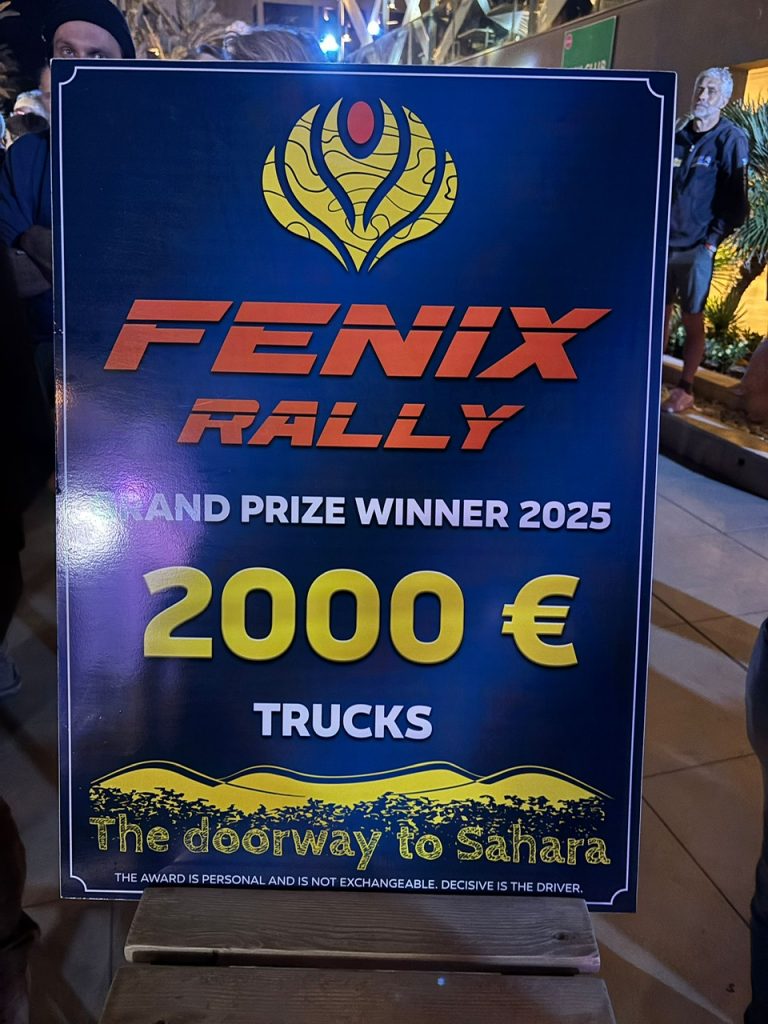 FENIX
RALLY
GRAND PRIZE WINNER 2025
2000 €
TRUCKS
The doorway to Sahara
THE AWARD IS PERSONAL AND IS NOT EXCHANGEABLE. DECISIVE IS THE DRIVER.